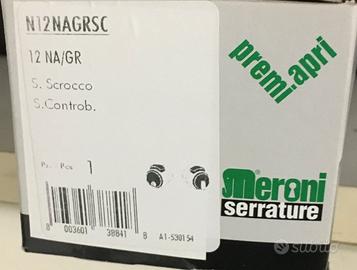 N12NAGRSC
12 NA/GR
S. Scrocco
S.Controb.
Pz. Pcs 1
8 003601 38841 B A1-530154
premi apri
Meroni
serrature
subito